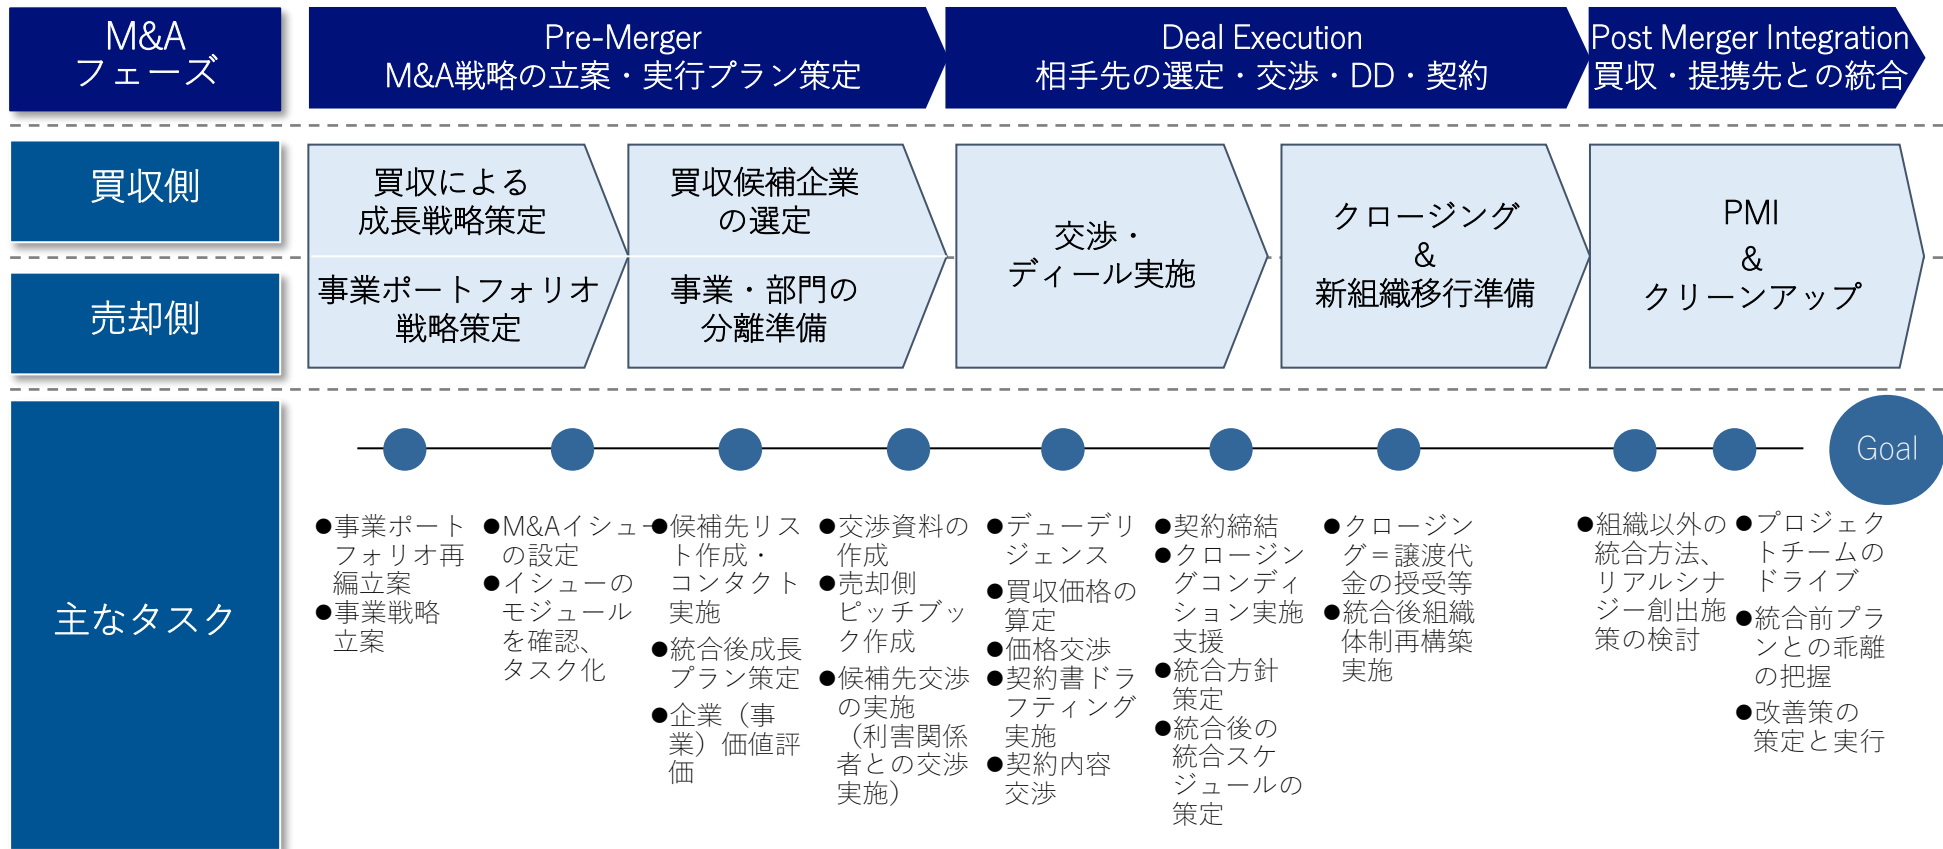 M&A
フェーズ
Pre-Merger
M&A戦略の立案・実行プラン策定
Deal Execution
相手先の選定・交渉・DD・契約
Post Merger Integration
買収・提携先との統合
買収側
売却側
買収による
成長戦略策定
事業ポートフォリオ
戦略策定
買収候補企業
の選定
事業・部門の
分離準備
交渉・
ディール実施
クロージング
&
新組織移行準備
PMI
&
クリーンアップ
主なタスク
Goal
●事業ポート
フォリオ再
編立案
●事業戦略
立案
●M&Aイシュー
の設定
●イシューの
モジュール
を確認、
タスク化
●候補先リス
ト作成・
コンタクト
実施
●統合後成長
プラン策定
●企業（事
業）価値評
価
●交渉資料の
作成
●売却側
ピッチブッ
ク作成
●候補先交渉
の実施
（利害関係
者との交渉
実施）
●デューデリ
ジェンス
●買収価格の
算定
●価格交渉
●契約書ドラ
フティング
実施
●契約内容
交渉
●契約締結
●クロージン
グコンディ
ション実施
支援
●統合方針
策定
●統合後の
統合スケ
ジュールの
策定
●クロージン
グ＝譲渡代
金の授受等
●統合後組織
体制再構築
実施
●組織以外の
統合方法、
リアルシナ
ジー創出施
策の検討
●プロジェク
トチームの
ドライブ
●統合前プラ
ンとの乖離
の把握
●改善策の
策定と実行